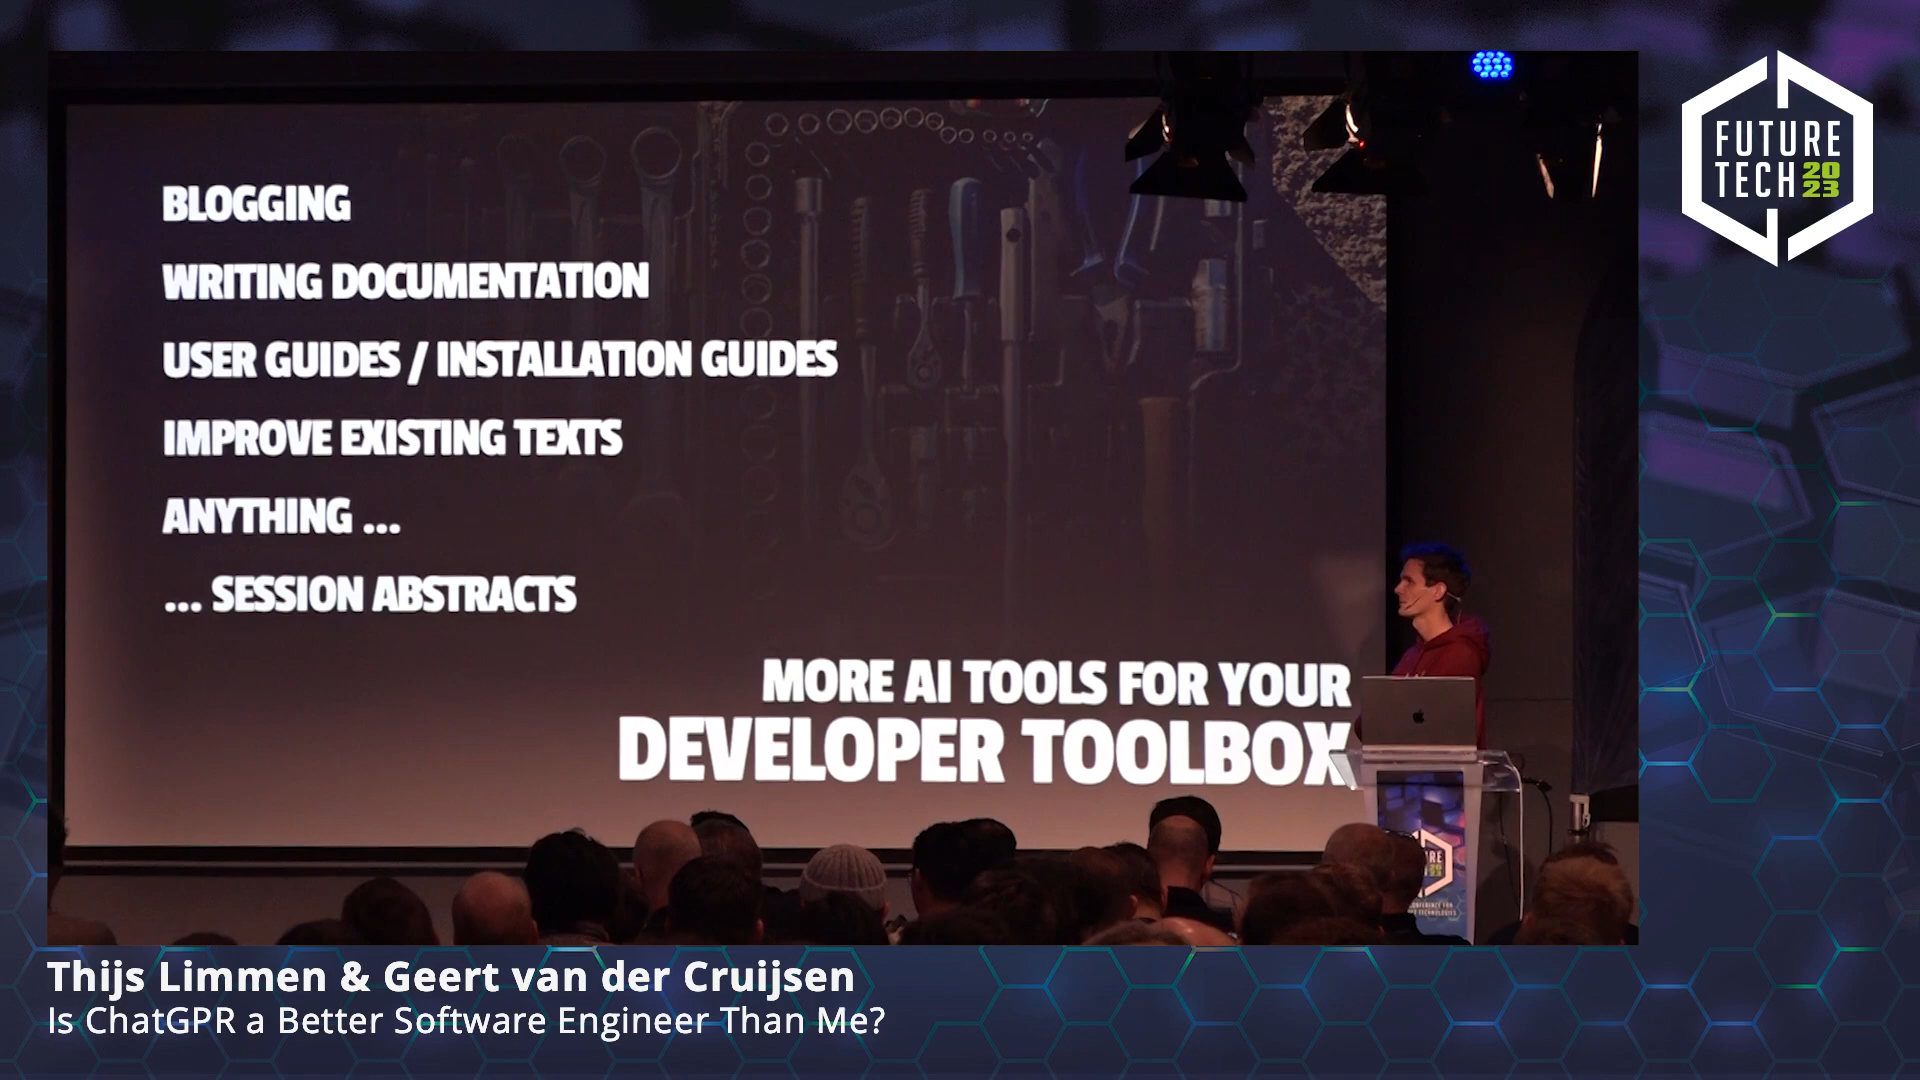 BLOGGING
WRITING DOCUMENTATION
USER GUIDES / INSTALLATION GUIDES
IMPROVE EXISTING TEXTS
ANYTHING ...
... SESSION ABSTRACTS
MORE AI TOOLS FOR YOUR
DEVELOPER TOOLBOX
FUTURE
TECH 2023
Thijs Limmen & Geert van der Cruijsen
Is ChatGPR a Better Software Engineer Than Me?